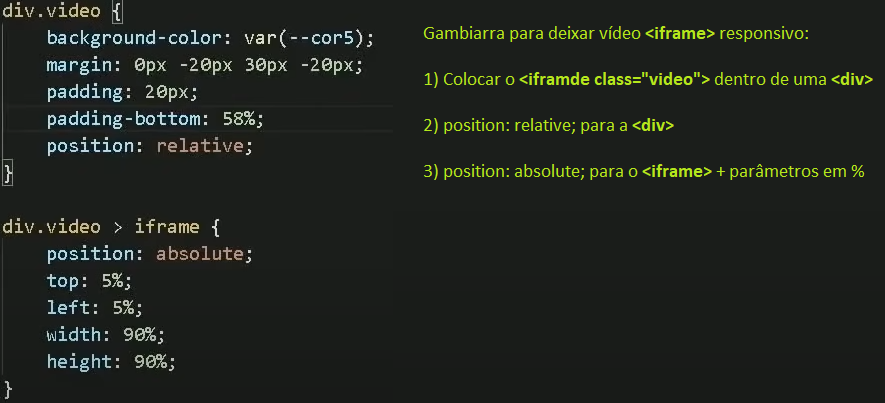 div.video {
background-color: var(--cor5);
margin: 0px -20px 30px -20px;
padding: 20px;
padding-bottom: 58%;
position: relative;
}
div.video > iframe {
position: absolute;
top: 5%;
left: 5%;
width: 90%;
height: 90%;
}
Gambiarra para deixar vídeo <iframe> responsivo:
1) Colocar o <iframde class="video"> dentro de uma <div>
2) position: relative; para a <div>
3) position: absolute; para o <iframe> + parâmetros em %